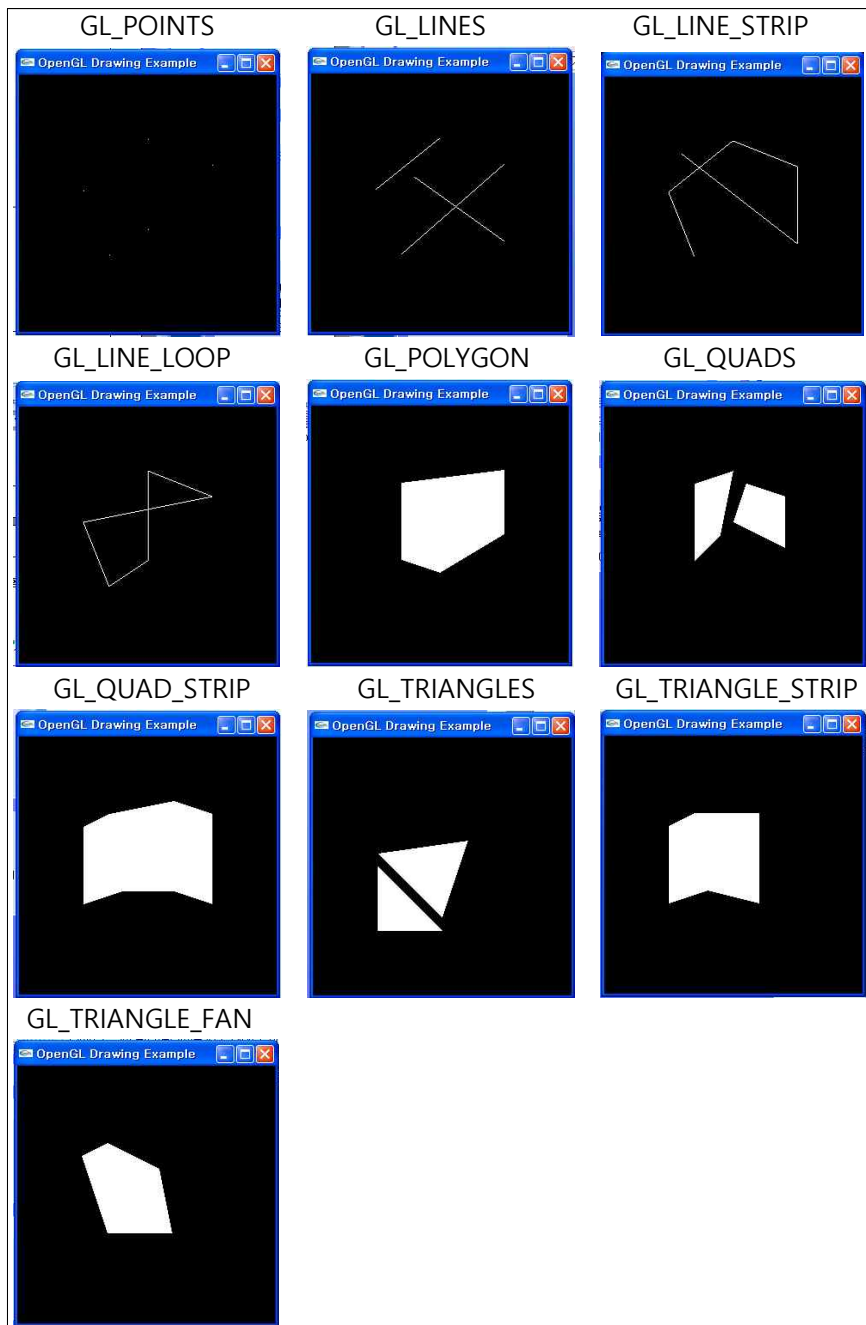 GL_POINTS GL_LINES GL_LINE_STRIP
OpenGL Drawing Example OpenGL Drawing Example OpenGL Drawing Example
GL_LINE_LOOP GL_POLYGON GL_QUADS
OpenGL Drawing Example OpenGL Drawing Example OpenGL Drawing Example
GL_QUAD_STRIP GL_TRIANGLES GL_TRIANGLE_STRIP
OpenGL Drawing Example OpenGL Drawing Example OpenGL Drawing Example
GL_TRIANGLE_FAN
OpenGL Drawing Example